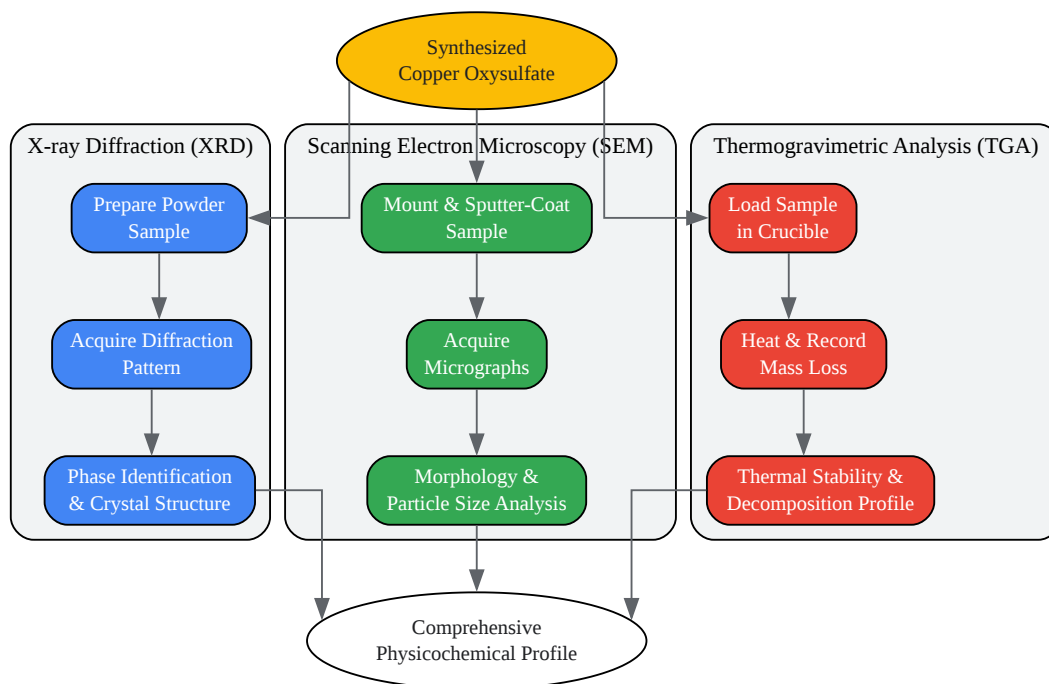 Synthesized
Copper Oxysulfate
X-ray Diffraction (XRD)
Prepare Powder
Sample
Acquire Diffraction
Pattern
Phase Identification
& Crystal Structure
Scanning Electron Microscopy (SEM)
Mount & Sputter-Coat
Sample
Acquire
Micrographs
Morphology &
Particle Size Analysis
Thermogravimetric Analysis (TGA)
Load Sample
in Crucible
Heat & Record
Mass Loss
Thermal Stability &
Decomposition Profile
Comprehensive
Physicochemical Profile